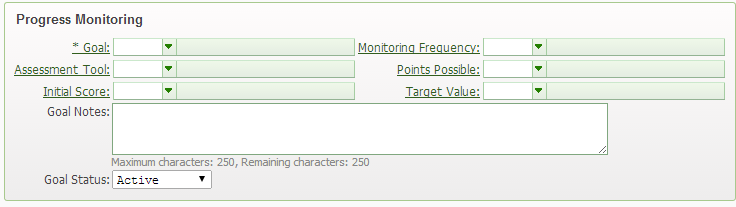 Progress Monitoring
* Goal: Monitoring Frequency:
Assessment Tool: Points Possible:
Initial Score: Target Value:
Goal Notes:
Maximum characters: 250, Remaining characters: 250
Goal Status: Active